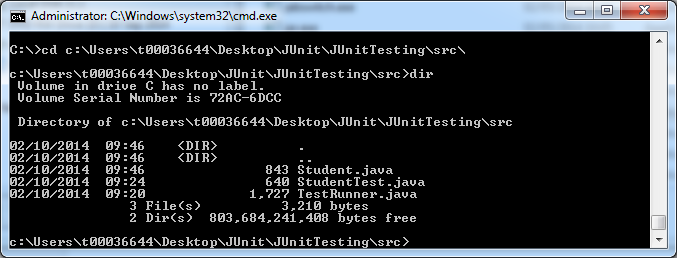 Administrator: C:\Windows\system32\cmd.exe
C:\>cd c:\Users\t00036644\Desktop\JUnit\JUnitTesting\src\
c:\Users\t00036644\Desktop\JUnit\JUnitTesting\src>dir
 Volume in drive C has no label.
 Volume Serial Number is 72AC-6DCC
 Directory of c:\Users\t00036644\Desktop\JUnit\JUnitTesting\src
02/10/2014  09:46    <DIR>          .
02/10/2014  09:46    <DIR>          ..
02/10/2014  09:46               843 Student.java
02/10/2014  09:24               640 StudentTest.java
02/10/2014  09:20             1,727 TestRunner.java
               3 File(s)          3,210 bytes
               2 Dir(s)  803,684,241,408 bytes free
c:\Users\t00036644\Desktop\JUnit\JUnitTesting\src>